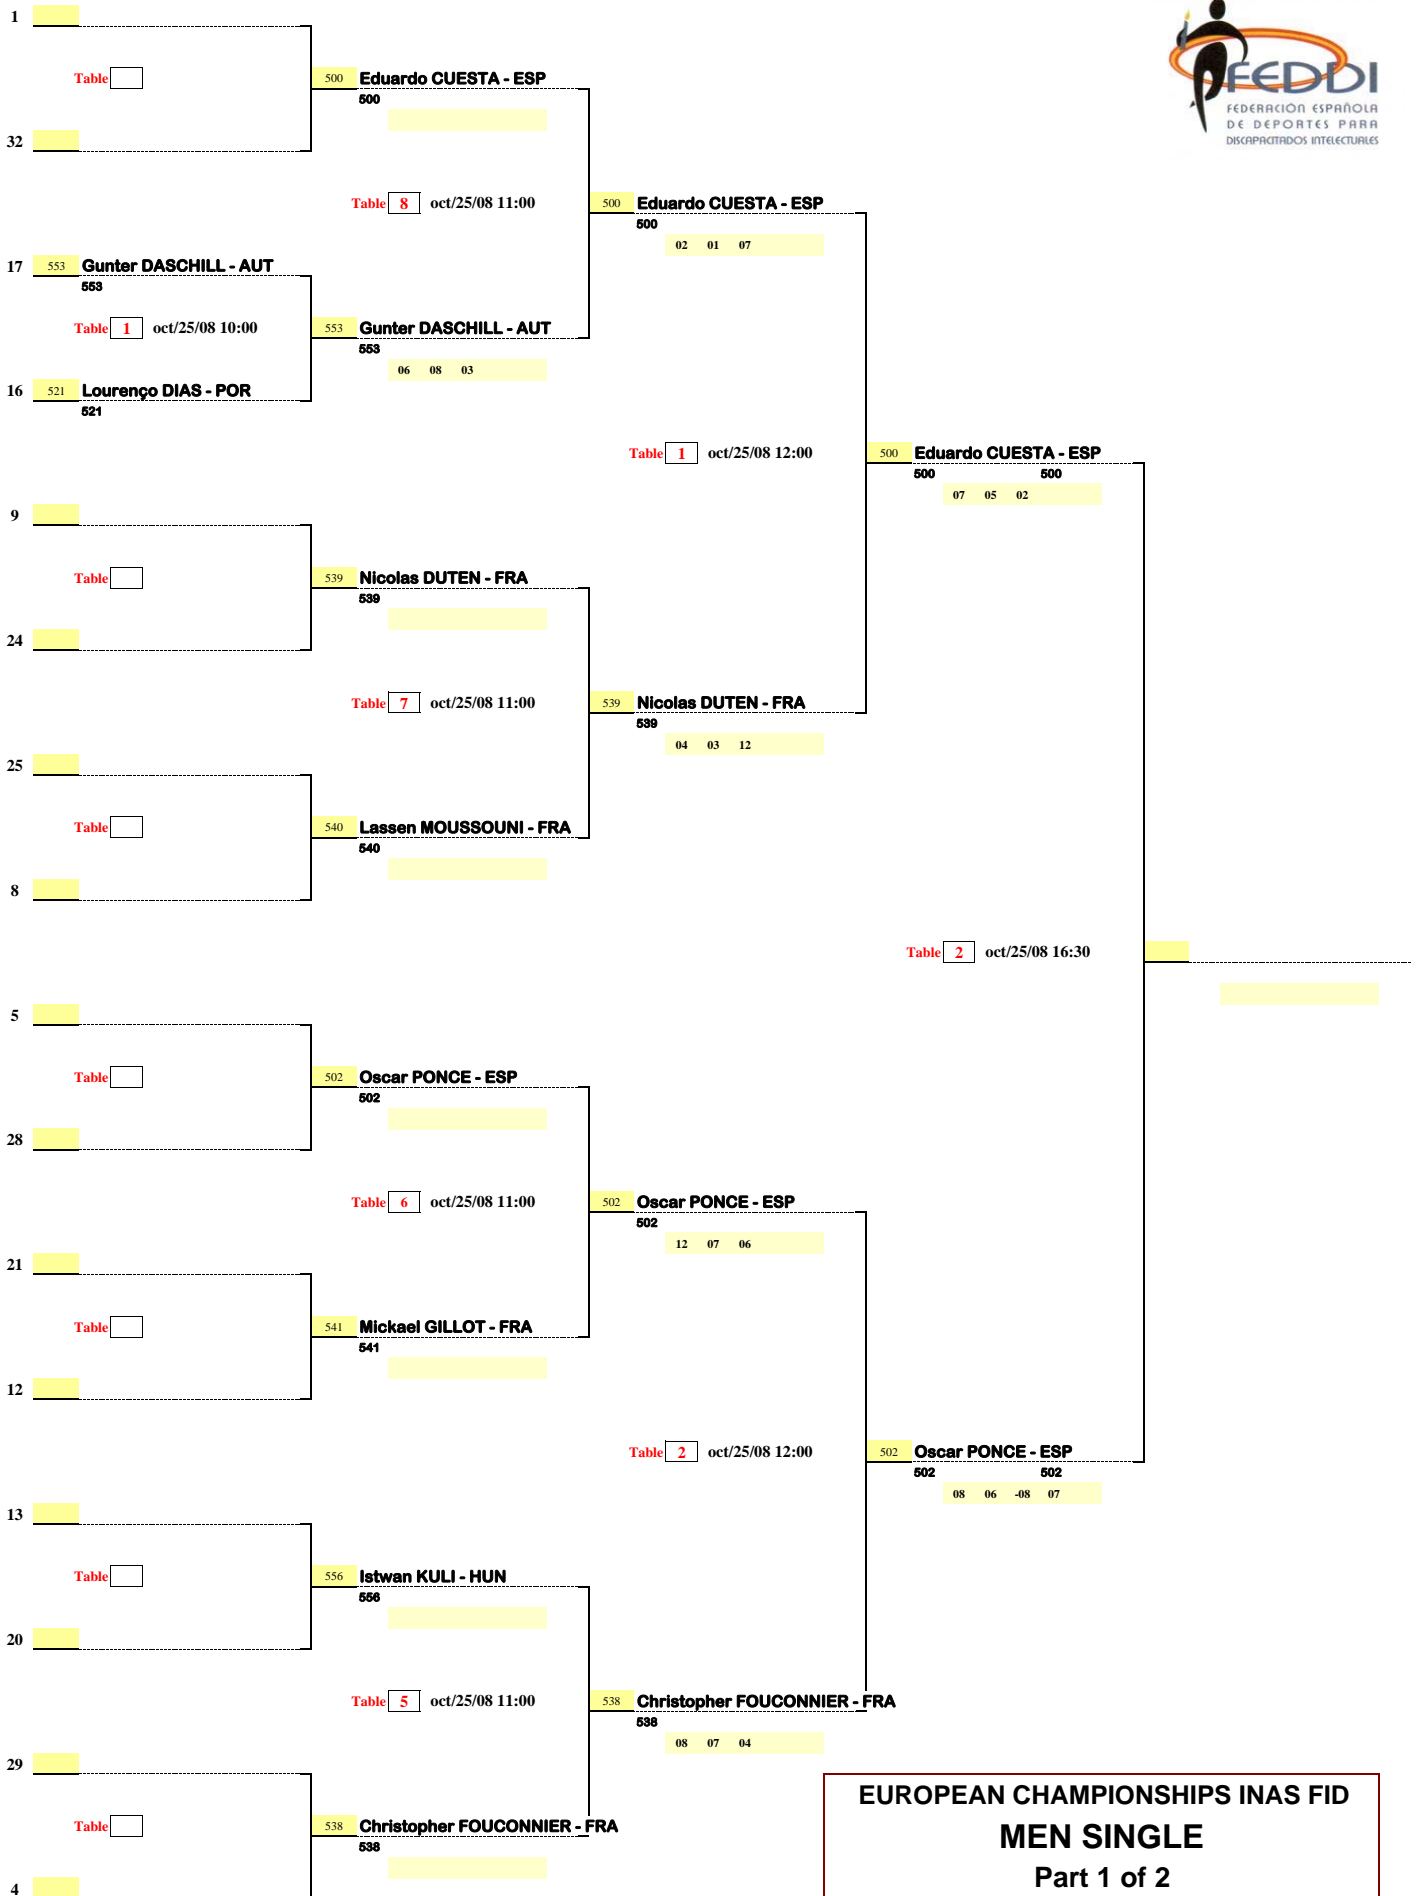 1
Table
500 Eduardo CUESTA - ESP
500
32
FEDDI
FEDERACIÓN ESPAÑOLA
DE DEPORTES PARA
DISCAPACITADOS INTELECTUALES
Table 8 oct/25/08 11:00
500 Eduardo CUESTA - ESP
500
02 01 07
17 553 Gunter DASCHILL - AUT
553
Table 1 oct/25/08 10:00
553 Gunter DASCHILL - AUT
553
06 08 03
16 521 Lourenço DIAS - POR
521
Table 1 oct/25/08 12:00
500 Eduardo CUESTA - ESP
500 500
07 05 02
9
Table
539 Nicolas DUTEN - FRA
539
24
Table 7 oct/25/08 11:00
539 Nicolas DUTEN - FRA
539
04 03 12
25
Table
540 Lassen MOUSSOUNI - FRA
540
8
Table 2 oct/25/08 16:30
5
Table
502 Oscar PONCE - ESP
502
28
Table 6 oct/25/08 11:00
502 Oscar PONCE - ESP
502
12 07 06
21
Table
541 Mickael GILLOT - FRA
541
12
Table 2 oct/25/08 12:00
502 Oscar PONCE - ESP
502 502
08 06 -08 07
13
Table
556 Istwan KULI - HUN
556
20
Table 5 oct/25/08 11:00
538 Christopher FOUCONNIER - FRA
538
08 07 04
29
Table
538 Christopher FOUCONNIER - FRA
538
4
EUROPEAN CHAMPIONSHIPS INAS FID
MEN SINGLE
Part 1 of 2